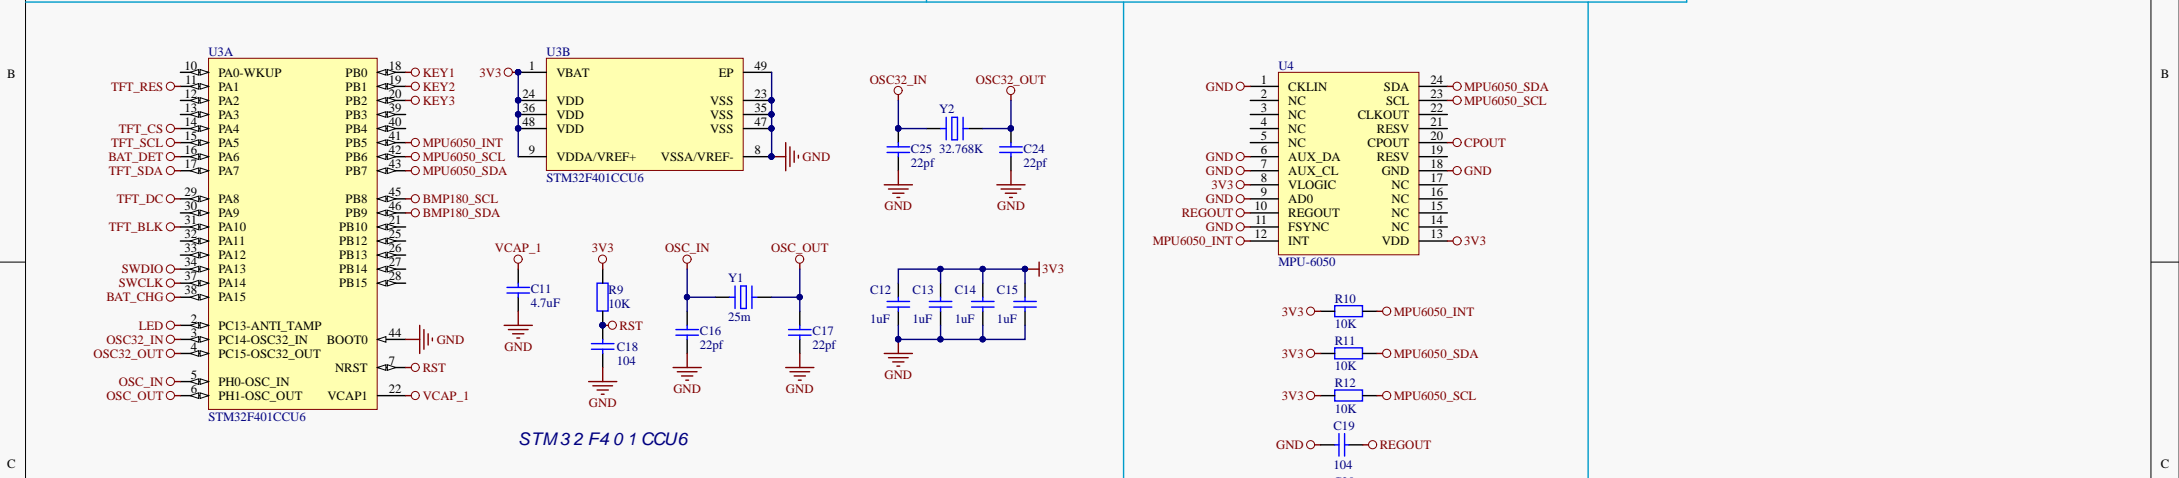 B
B
C
C
U3A
10 PA0-WKUP PB0 18 KEY1
TFT_RES 11 PA1 PB1 19 KEY2
12 PA2 PB2 20 KEY3
13 PA3 PB3 39
TFT_CS 14 PA4 PB4 40
TFT_SCL 15 PA5 PB5 41 MPU6050_INT
BAT_DET 16 PA6 PB6 42 MPU6050_SCL
TFT_SDA 17 PA7 PB7 43 MPU6050_SDA
TFT_DC 29 PA8 PB8 45 BMP180_SCL
30 PA9 PB9 46 BMP180_SDA
TFT_BLK 31 PA10 PB10 21
32 PA11 PB12 25
33 PA12 PB13 26
SWDIO 34 PA13 PB14 27
SWCLK 37 PA14 PB15 28
BAT_CHG 38 PA15
LED 2 PC13-ANTI_TAMP
OSC32_IN 3 PC14-OSC32_IN BOOT0 44 GND
OSC32_OUT 4 PC15-OSC32_OUT
NRST 7 RST
OSC_IN 5 PH0-OSC_IN
OSC_OUT 6 PH1-OSC_OUT VCAP1 22 VCAP_1
STM32F401CCU6
U3B
3V3 1 VBAT EP 49
24 VDD VSS 23
36 VDD VSS 35
48 VDD VSS 47
9 VDDA/VREF+ VSSA/VREF- 8 GND
STM32F401CCU6
OSC32_IN OSC32_OUT
Y2
C25 32.768K C24
22pf 22pf
GND GND
VCAP_1
C11
4.7uF
GND
3V3
R9
10K
RST
C18
104
GND
OSC_IN OSC_OUT
Y1
25m
C16 C17
22pf 22pf
GND GND
3V3
C12 C13 C14 C15
1uF 1uF 1uF 1uF
GND
STM32F401CCU6
U4
GND 1 CKLIN SDA 24 MPU6050_SDA
2 NC SCL 23 MPU6050_SCL
3 NC CLKOUT 22
4 NC RESV 21
5 NC CPOUT 20 CPOUT
GND 6 AUX_DA RESV 19
GND 7 AUX_CL GND 18 GND
3V3 8 VLOGIC NC 17
GND 9 AD0 NC 16
REGOUT 10 REGOUT NC 15
GND 11 FSYNC NC 14
MPU6050_INT 12 INT VDD 13 3V3
MPU-6050
R10
3V3 MPU6050_INT
10K
R11
3V3 MPU6050_SDA
10K
R12
3V3 MPU6050_SCL
10K
C19
GND REGOUT
104